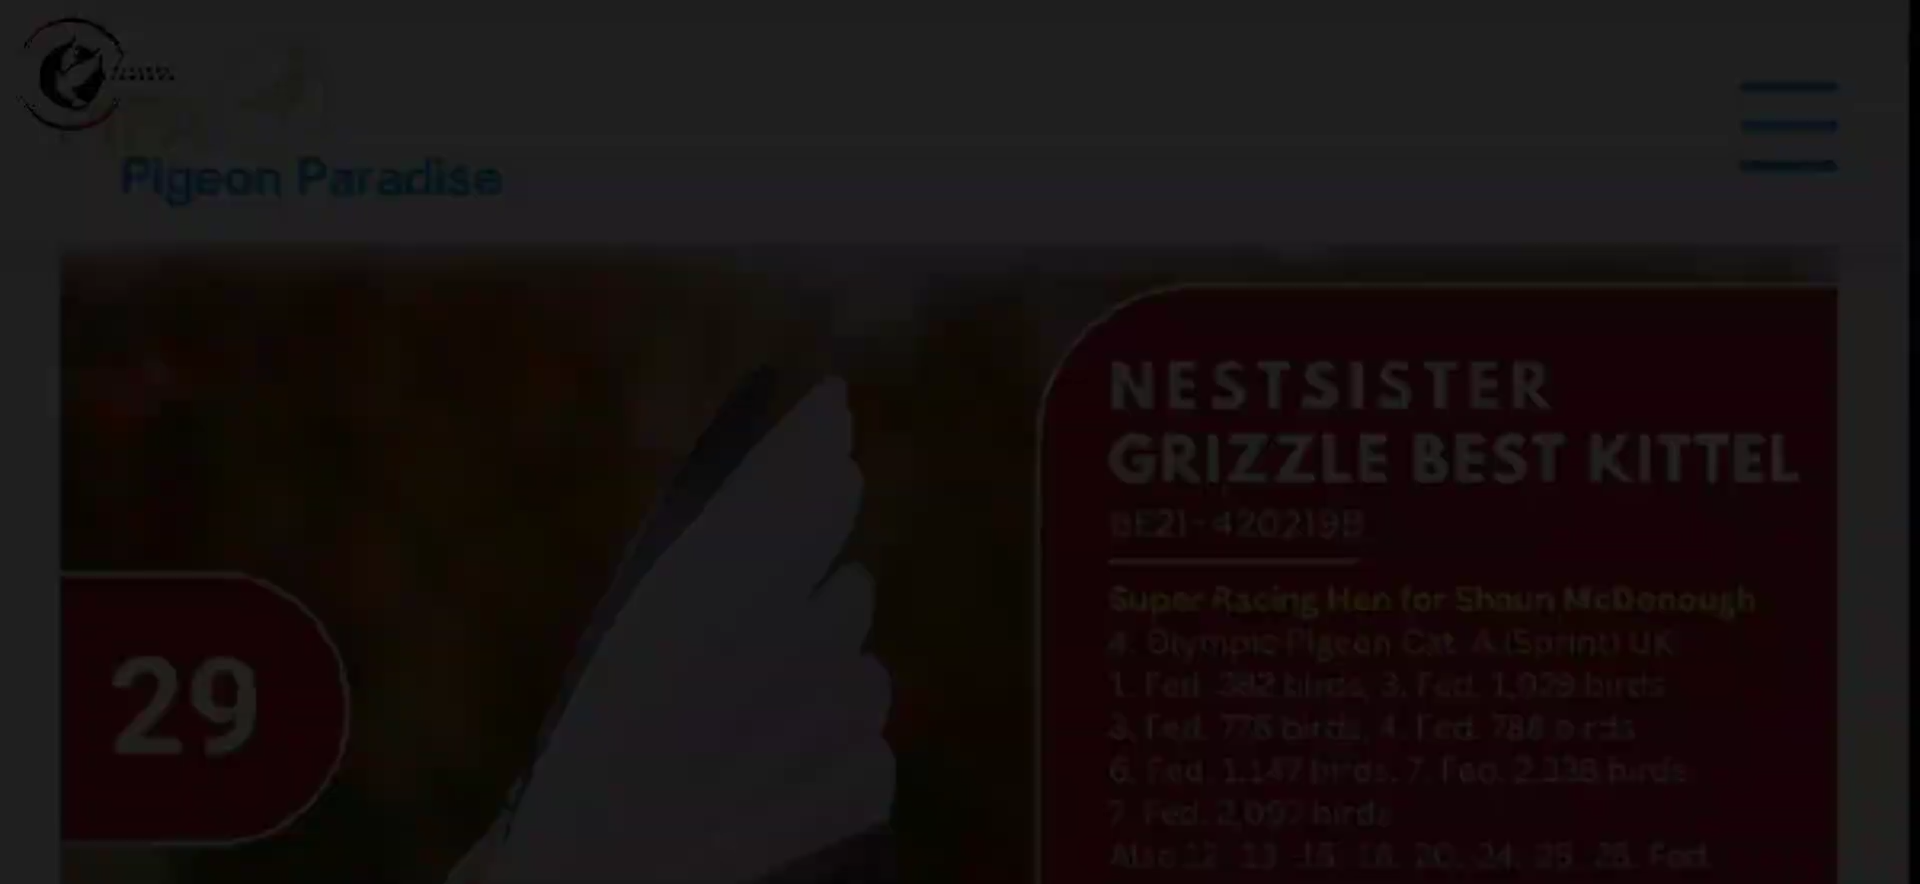 Pigeon Paradise
NESTSISTER
GRIZZLE BEST KITTEL
BE21-4202198
29
Super Racing Hen for Shaun McDonough
4. Olympic Pigeon Cat. A (Sprint) UK
1. Fed. 392 birds, 3. Fed. 1,029 birds
3. Fed. 776 birds, 4. Fed. 788 birds
6. Fed. 1,147 birds, 7. Fed. 2,338 birds
7. Fed. 2,097 birds
Also 12. 13. 15. 18. 20. 24. 25. 26. Fed.